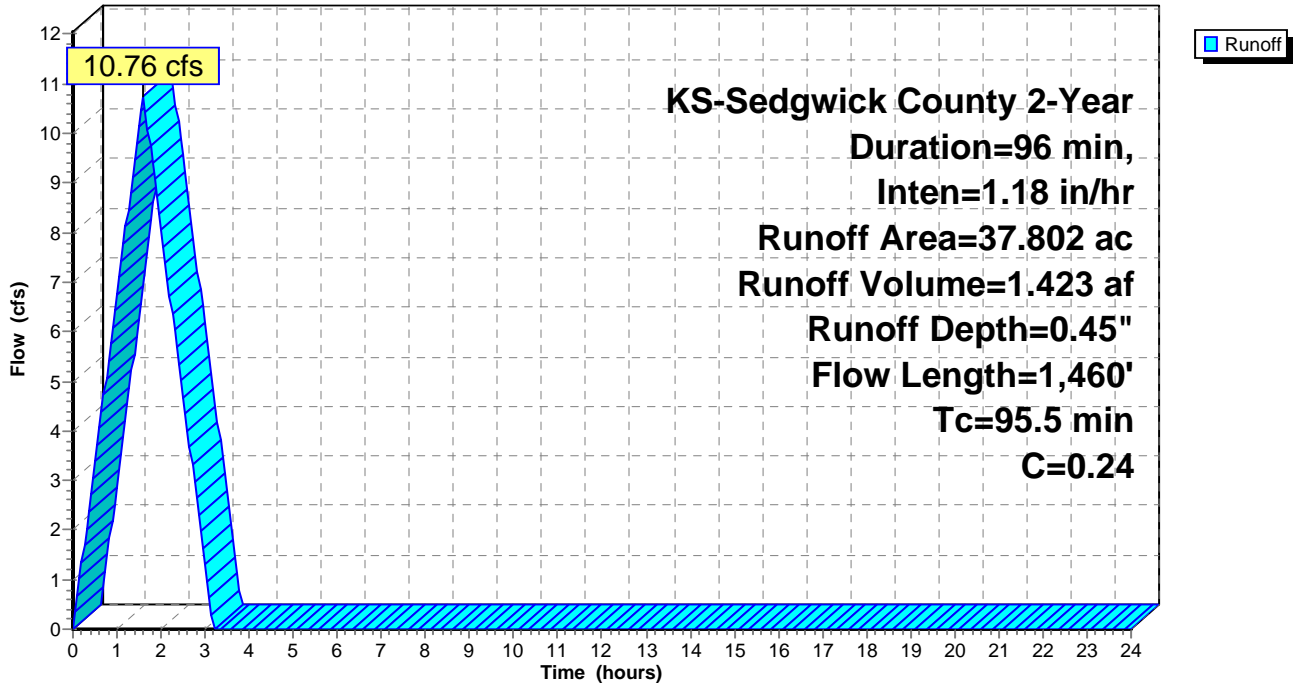 12
11
10
9
8
7
6
5
4
3
2
1
0
Flow (cfs)
10.76 cfs
Runoff
KS-Sedgwick County 2-Year
Duration=96 min,
Inten=1.18 in/hr
Runoff Area=37.802 ac
Runoff Volume=1.423 af
Runoff Depth=0.45"
Flow Length=1,460'
Tc=95.5 min
C=0.24
0 1 2 3 4 5 6 7 8 9 10 11 12 13 14 15 16 17 18 19 20 21 22 23 24
Time (hours)